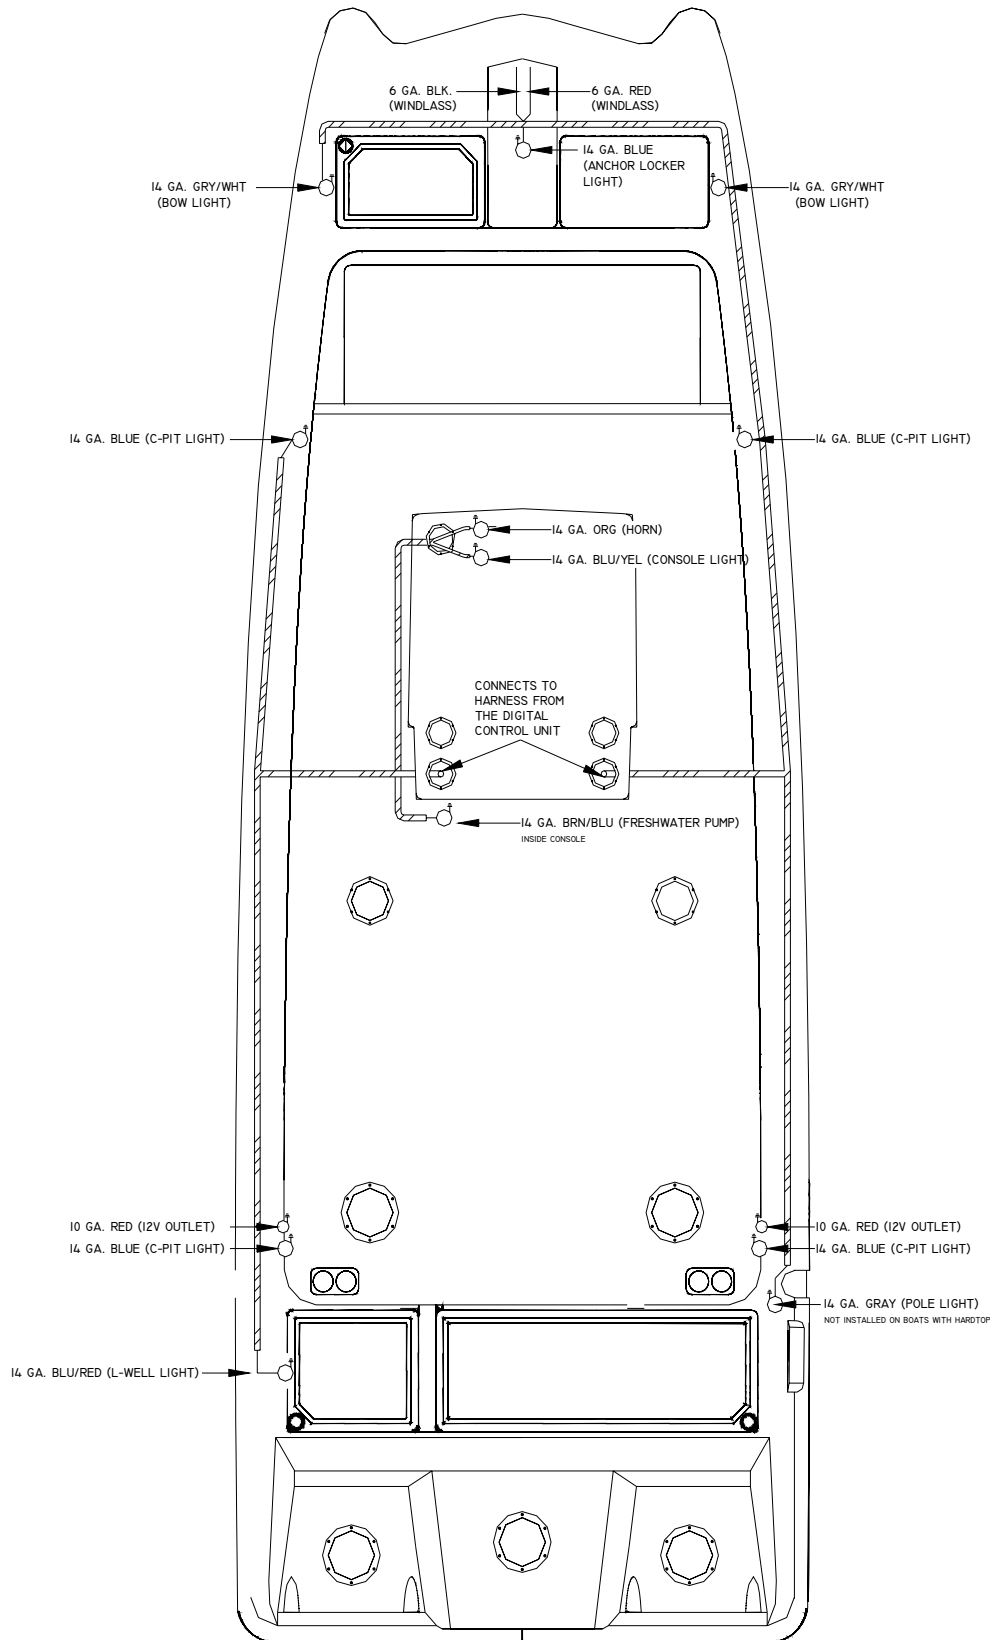 6 GA. BLK.
(WINDLASS)
6 GA. RED
(WINDLASS)
14 GA. BLUE
(ANCHOR LOCKER
LIGHT)
14 GA. GRY/WHT
(BOW LIGHT)
14 GA. GRY/WHT
(BOW LIGHT)
14 GA. BLUE (C-PIT LIGHT)
14 GA. BLUE (C-PIT LIGHT)
14 GA. ORG (HORN)
14 GA. BLU/YEL (CONSOLE LIGHT)
CONNECTS TO
HARNESS FROM
THE DIGITAL
CONTROL UNIT
14 GA. BRN/BLU (FRESHWATER PUMP)
INSIDE CONSOLE
10 GA. RED (12V OUTLET)
10 GA. RED (12V OUTLET)
14 GA. BLUE (C-PIT LIGHT)
14 GA. BLUE (C-PIT LIGHT)
14 GA. GRAY (POLE LIGHT)
NOT INSTALLED ON BOATS WITH HARDTOP
14 GA. BLU/RED (L-WELL LIGHT)